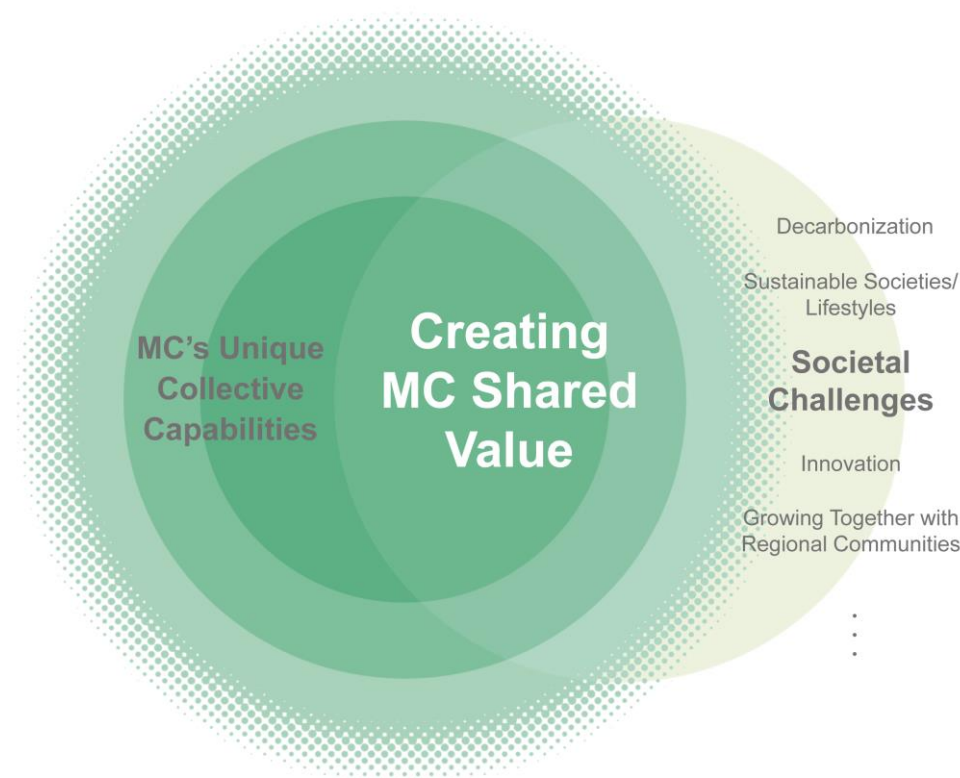 MC’s Unique
Collective
Capabilities
Creating
MC Shared
Value
Decarbonization
Sustainable Societies/
Lifestyles
Societal
Challenges
Innovation
Growing Together with
Regional Communities
.
.
.